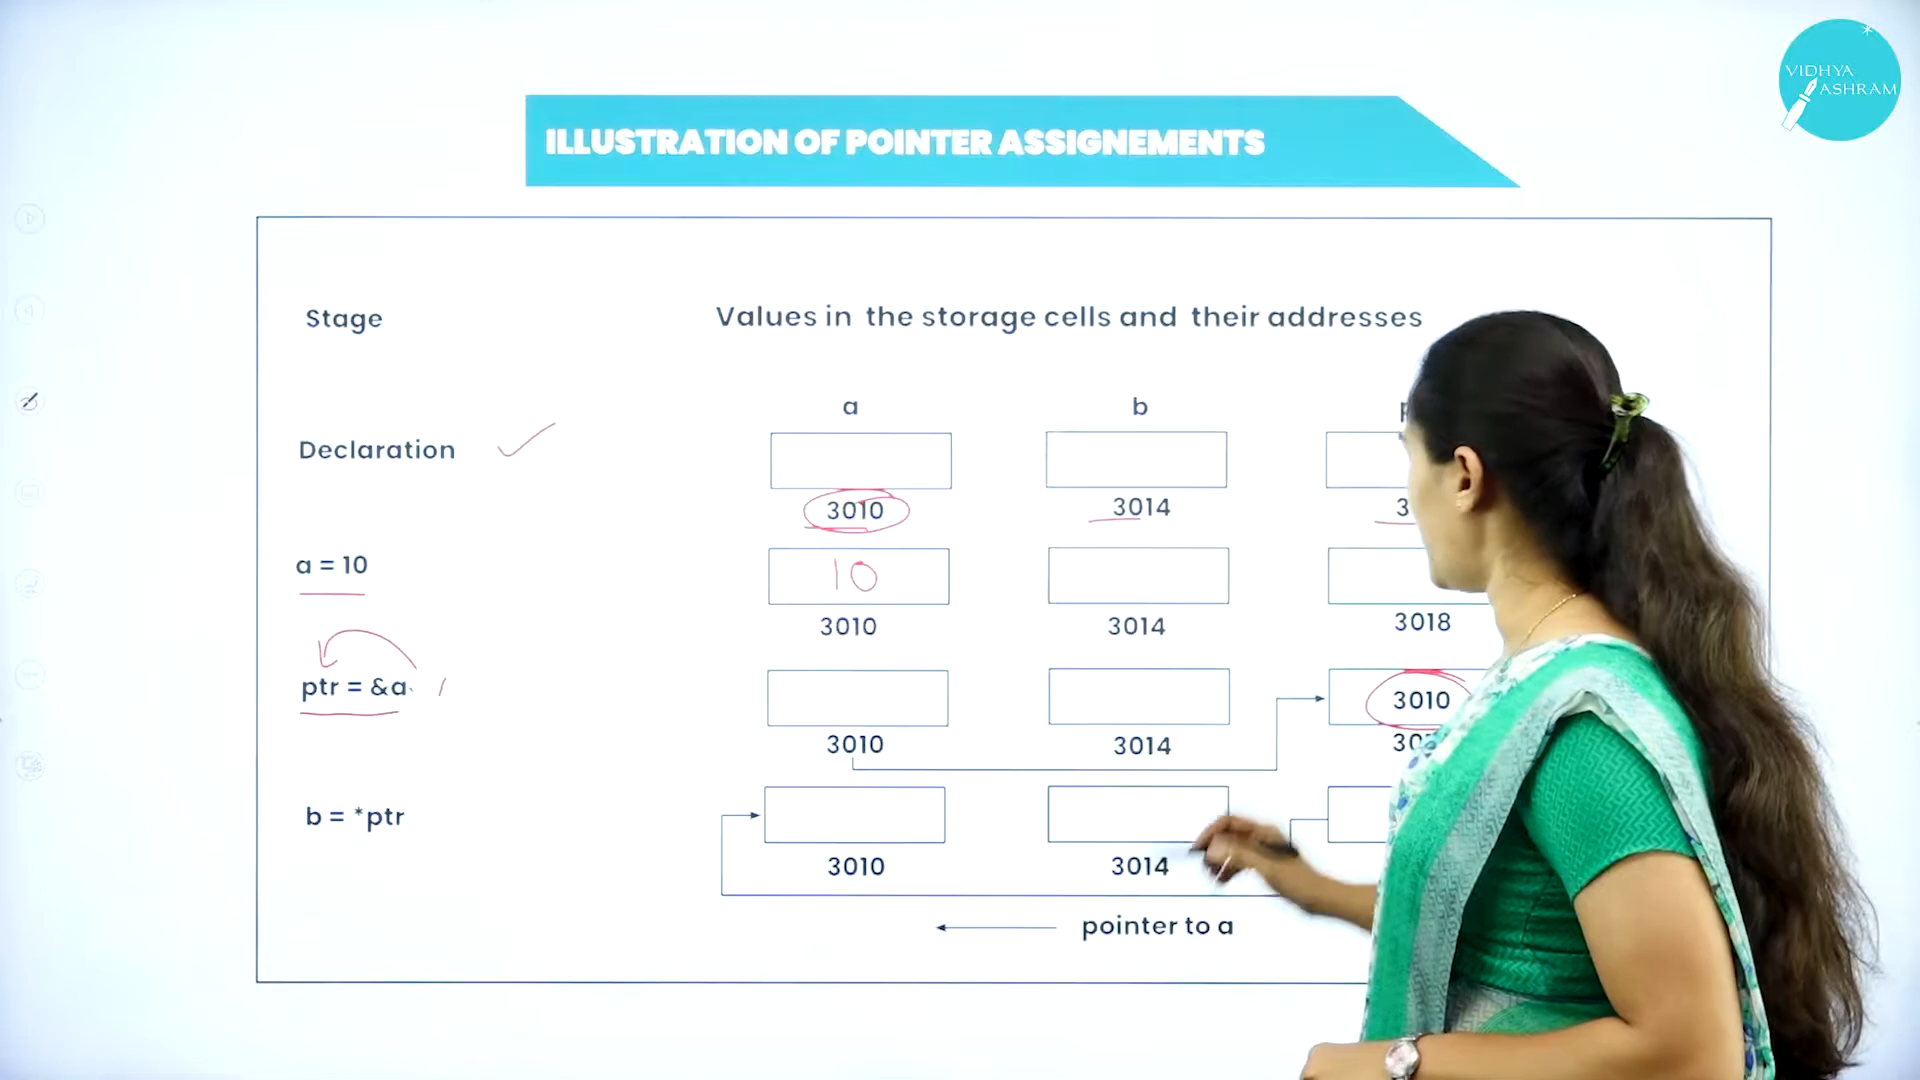 VIDHYA
ASHRAM
ILLUSTRATION OF POINTER ASSIGNEMENTS
Stage Values in the storage cells and their addresses
a b
Declaration
3010 3014
a = 10 10
3010 3014 3018
ptr = &a 3010
3010 3014
b = *ptr
3010 3014
pointer to a